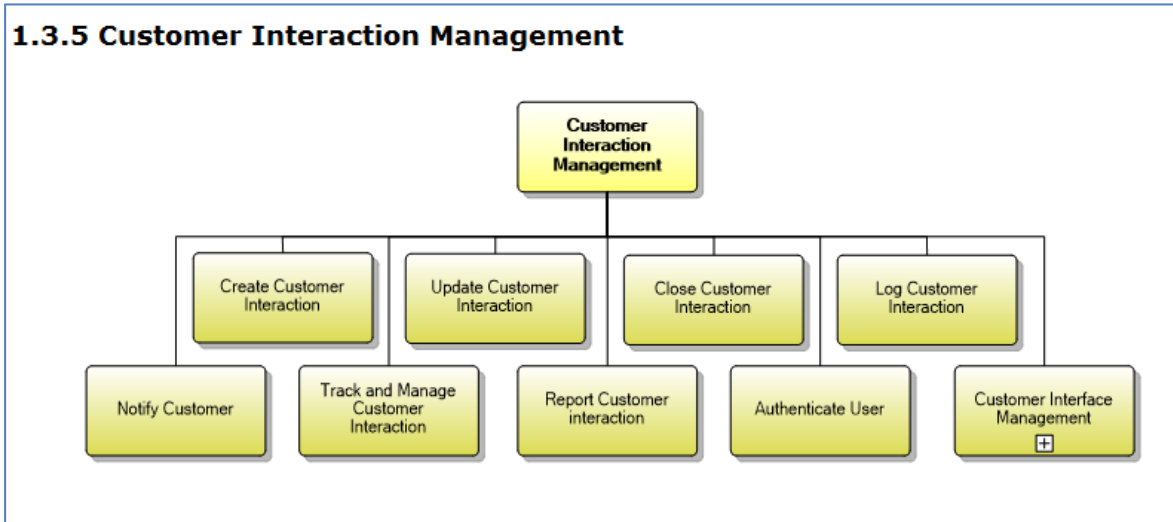 1.3.5 Customer Interaction Management
Customer
Interaction
Management
Create Customer
Interaction
Update Customer
Interaction
Close Customer
Interaction
Log Customer
Interaction
Notify Customer
Track and Manage
Customer
Interaction
Report Customer
interaction
Authenticate User
Customer Interface
Management